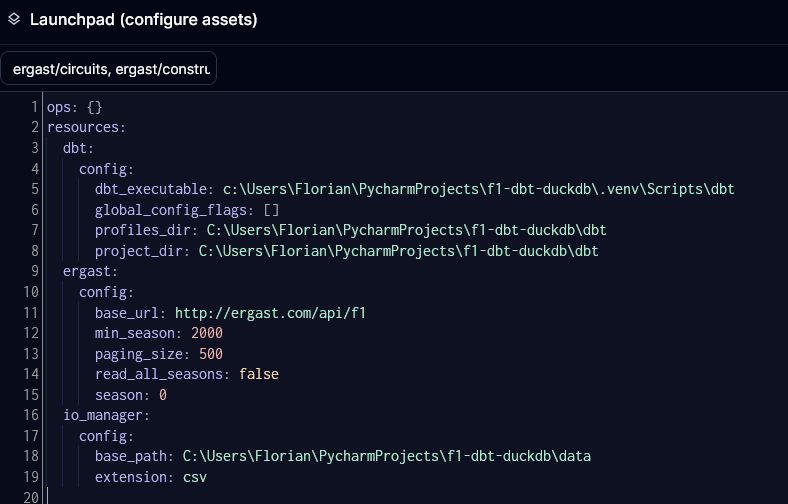 Launchpad (configure assets)
ergast/circuits, ergast/constru
1 ops: {}
2 resources:
3   dbt:
4     config:
5       dbt_executable: c:\Users\Florian\PycharmProjects\f1-dbt-duckdb\.venv\Scripts\dbt
6       global_config_flags: []
7       profiles_dir: C:\Users\Florian\PycharmProjects\f1-dbt-duckdb\dbt
8       project_dir: C:\Users\Florian\PycharmProjects\f1-dbt-duckdb\dbt
9   ergast:
10     config:
11       base_url: http://ergast.com/api/f1
12       min_season: 2000
13       paging_size: 500
14       read_all_seasons: false
15       season: 0
16   io_manager:
17     config:
18       base_path: C:\Users\Florian\PycharmProjects\f1-dbt-duckdb\data
19       extension: csv
20